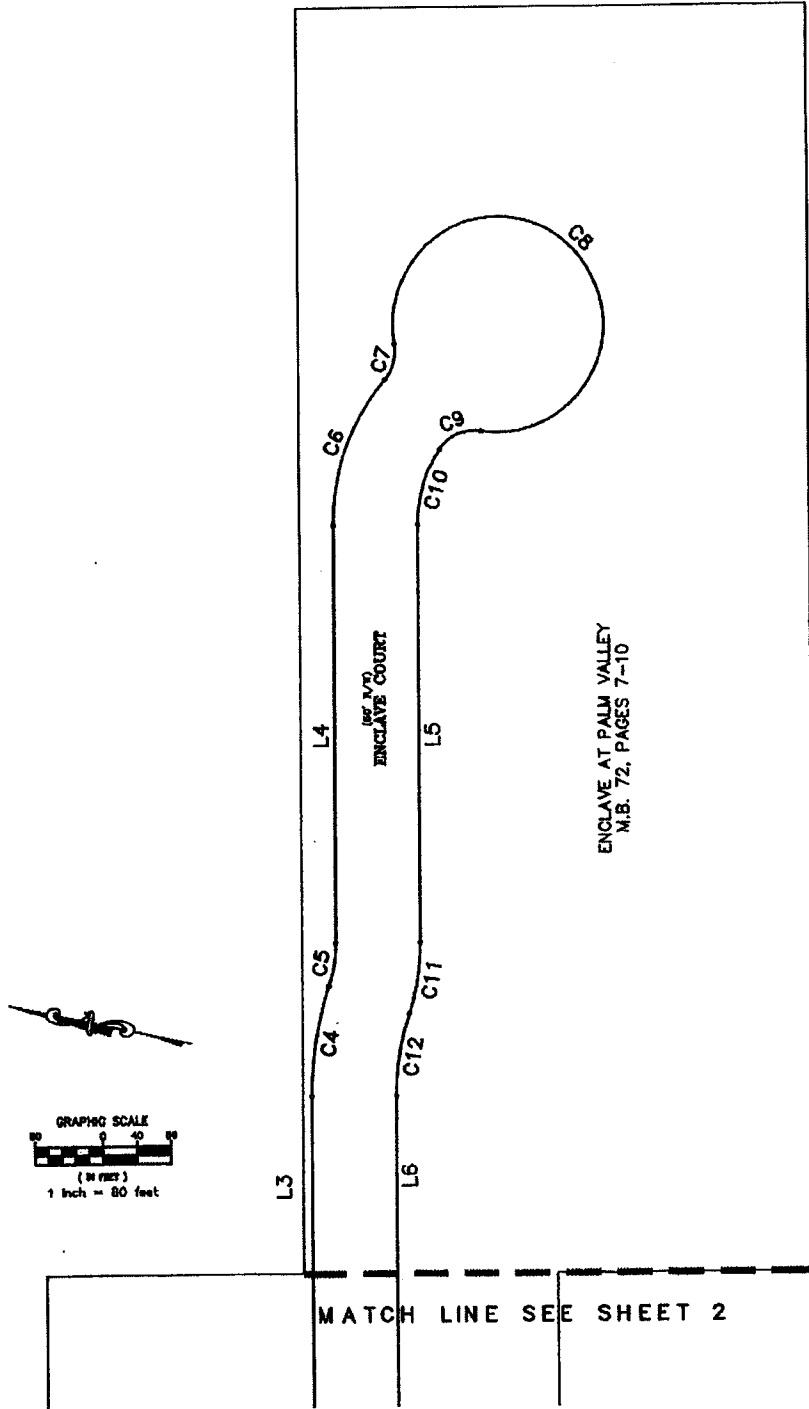 C8
C7
C9
C6
C10
ENCLAVE COURT
L4
L5
ENCLAVE AT PALM VALLEY
M.B. 72, PAGES 7-10
C5
C11
C4
C12
GRAPHIC SCALE
0 40
1 inch = 80 feet
L3
L6
MATCH LINE SEE SHEET 2